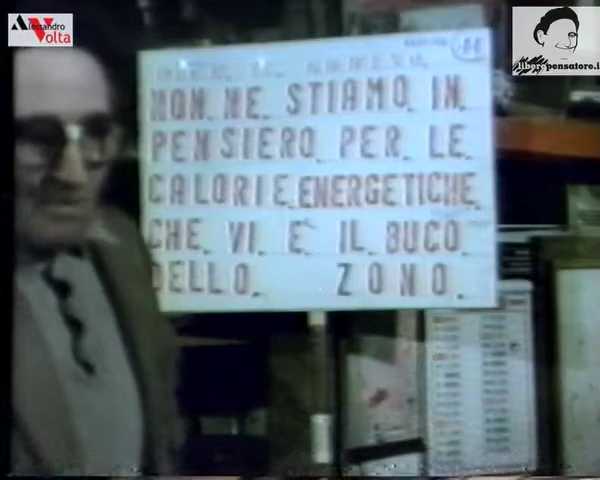 Alessandro
Volta
liberopensatore.i
NON. NE. STIAMO. IN.
PENSIERO. PER. LE.
CALORIE. ENERGETICHE.
CHE. VI. E' IL. BUCO.
DELLO. ZONO.